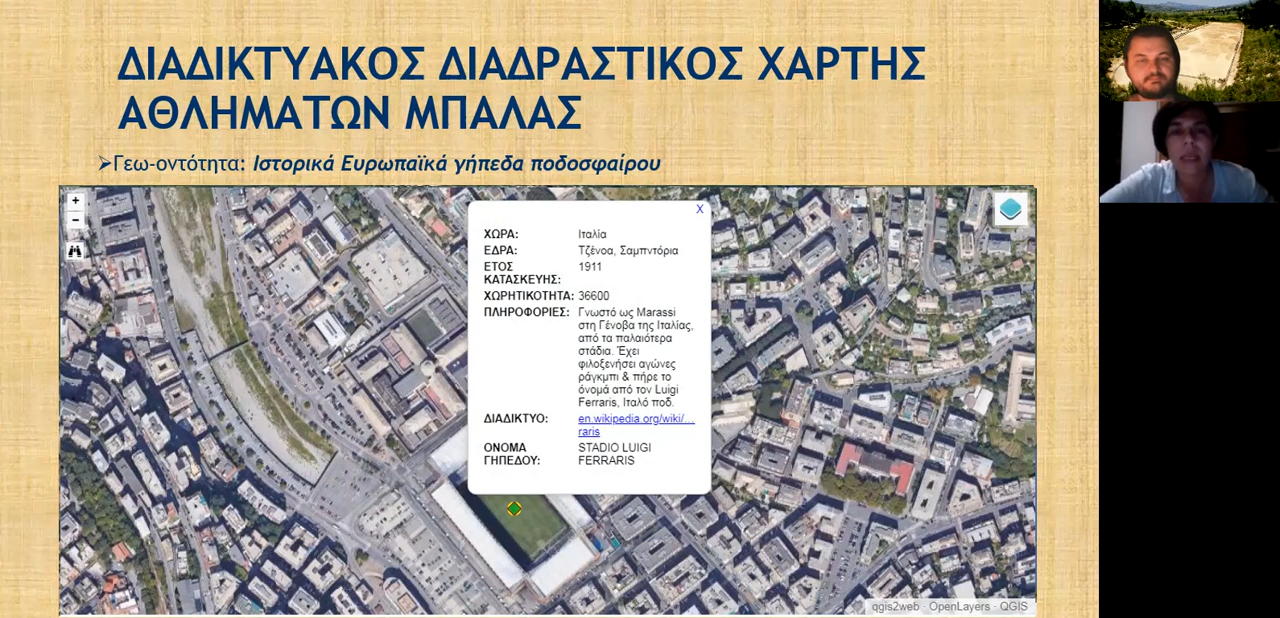 ΔΙΑΔΙΚΤΥΑΚΟΣ ΔΙΑΔΡΑΣΤΙΚΟΣ ΧΑΡΤΗΣ
ΑΘΛΗΜΑΤΩΝ ΜΠΑΛΑΣ
➢Γεω-οντότητα: Ιστορικά Ευρωπαϊκά γήπεδα ποδοσφαίρου
+
−
X
ΧΩΡΑ: Ιταλία
ΕΔΡΑ: Τζένοα, Σαμπντόρια
ΕΤΟΣ 1911
ΚΑΤΑΣΚΕΥΗΣ:
ΧΩΡΗΤΙΚΟΤΗΤΑ: 36600
ΠΛΗΡΟΦΟΡΙΕΣ: Γνωστό ως Marassi
στη Γένοβα της Ιταλίας,
από τα παλαιότερα
στάδια. Έχει
φιλοξενήσει αγώνες
ράγκμπι & πήρε το
όνομά από τον Luigi
Ferraris, Ιταλό ποδ.
ΔΙΑΔΙΚΤΥΟ: en.wikipedia.org/wiki/...
raris
ΟΝΟΜΑ STADIO LUIGI
ΓΗΠΕΔΟΥ: FERRARIS
qgis2web · OpenLayers · QGIS